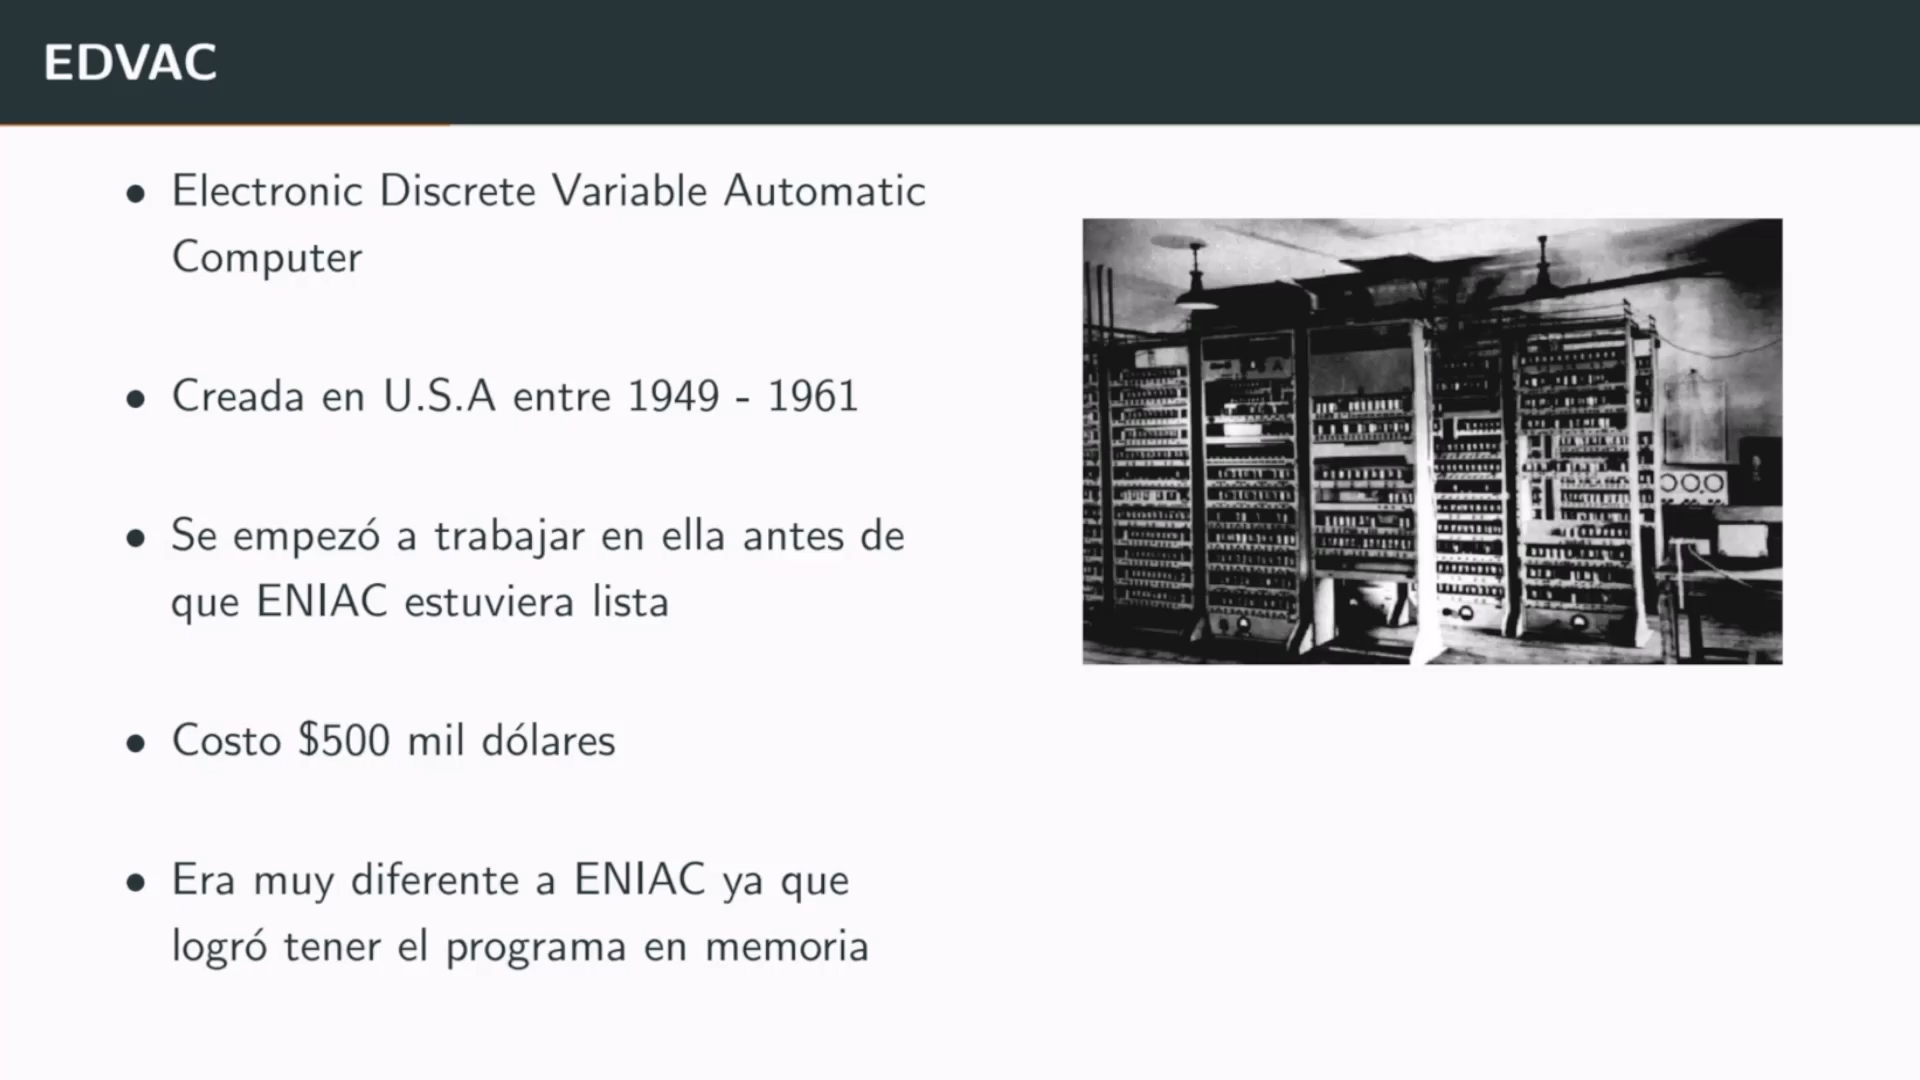 EDVAC
• Electronic Discrete Variable Automatic
Computer
• Creada en U.S.A entre 1949 - 1961
• Se empezó a trabajar en ella antes de
que ENIAC estuviera lista
• Costo $500 mil dólares
• Era muy diferente a ENIAC ya que
logró tener el programa en memoria